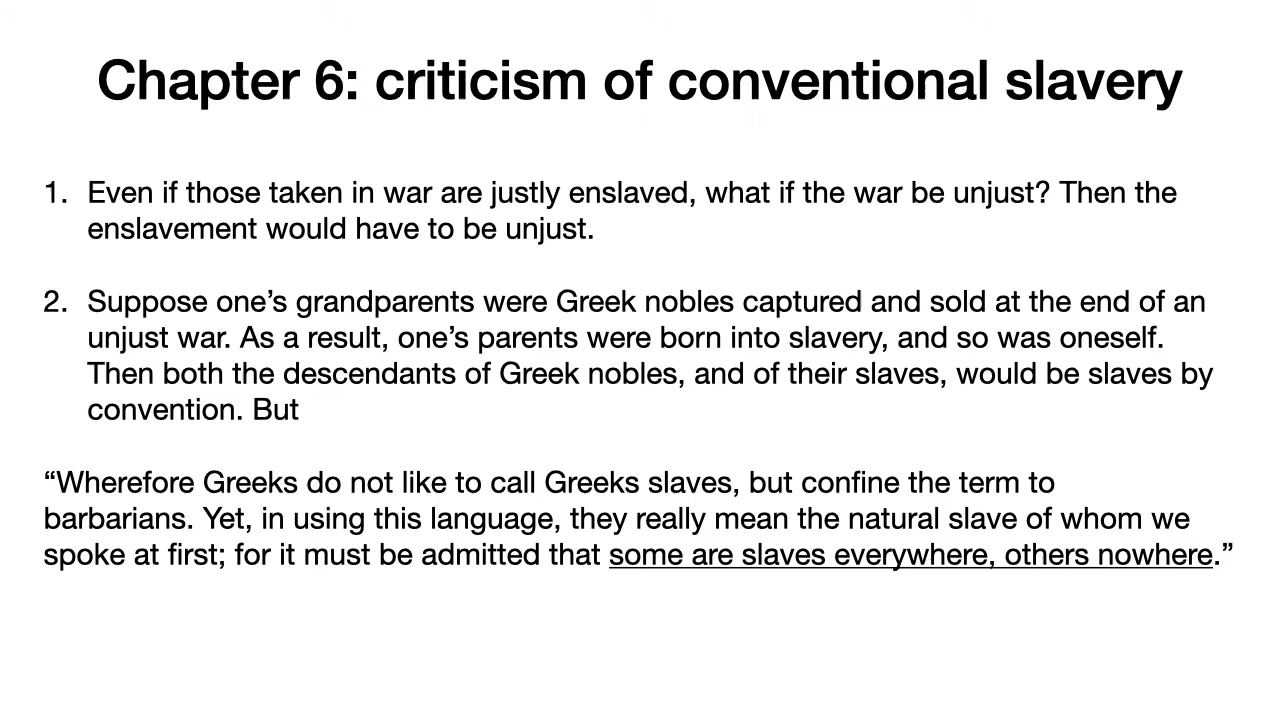 Chapter 6: criticism of conventional slavery
1. Even if those taken in war are justly enslaved, what if the war be unjust? Then the
enslavement would have to be unjust.
2. Suppose one’s grandparents were Greek nobles captured and sold at the end of an
unjust war. As a result, one’s parents were born into slavery, and so was oneself.
Then both the descendants of Greek nobles, and of their slaves, would be slaves by
convention. But
“Wherefore Greeks do not like to call Greeks slaves, but confine the term to
barbarians. Yet, in using this language, they really mean the natural slave of whom we
spoke at first; for it must be admitted that some are slaves everywhere, others nowhere.”